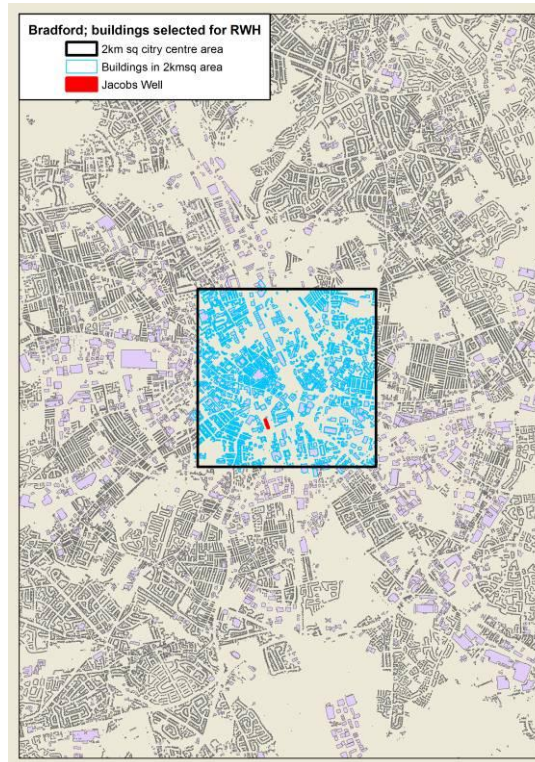 Bradford; buildings selected for RWH
2km sq citry centre area
Buildings in 2kmsq area
Jacobs Well